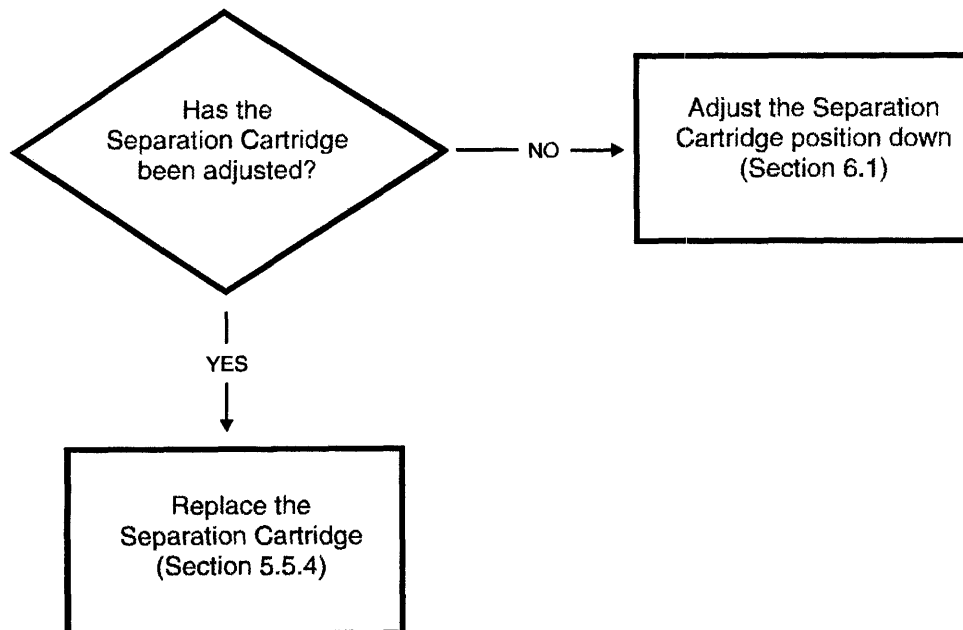 Has the
Separation Cartridge
been adjusted?
NO
Adjust the Separation
Cartridge position down
(Section 6.1)
YES
Replace the
Separation Cartridge
(Section 5.5.4)